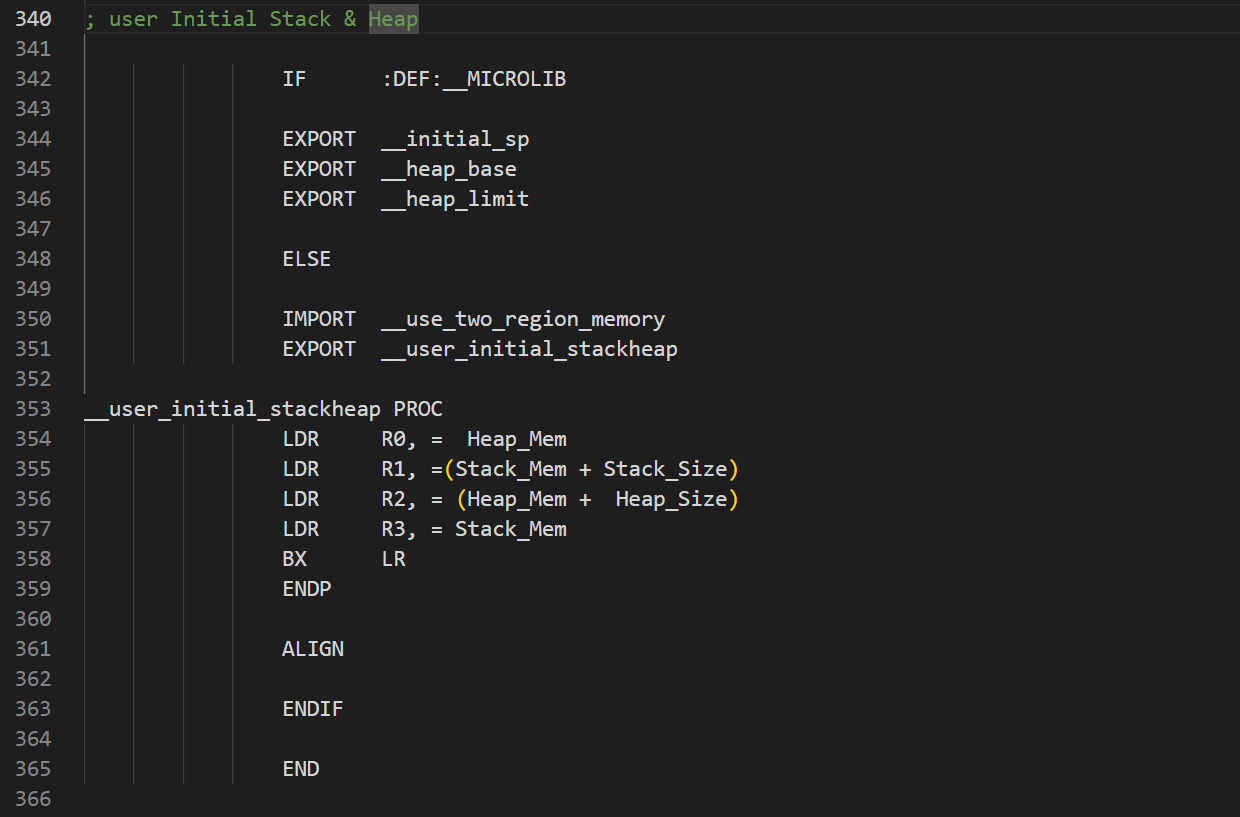 340 ; user Initial Stack & Heap
341
342 IF :DEF:__MICROLIB
343
344 EXPORT __initial_sp
345 EXPORT __heap_base
346 EXPORT __heap_limit
347
348 ELSE
349
350 IMPORT __use_two_region_memory
351 EXPORT __user_initial_stackheap
352
353 __user_initial_stackheap PROC
354 LDR R0, = Heap_Mem
355 LDR R1, =(Stack_Mem + Stack_Size)
356 LDR R2, = (Heap_Mem + Heap_Size)
357 LDR R3, = Stack_Mem
358 BX LR
359 ENDP
360
361 ALIGN
362
363 ENDIF
364
365 END
366